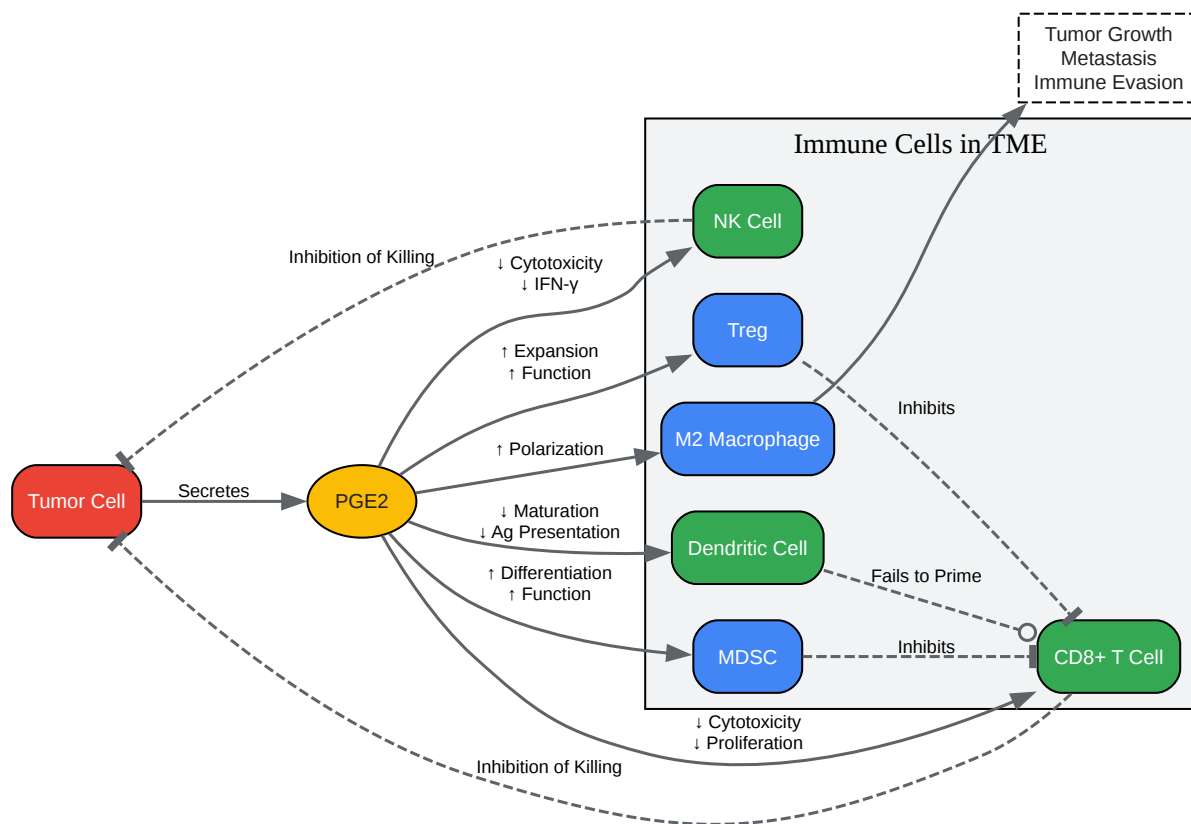 Tumor Growth
Metastasis
Immune Evasion
Immune Cells in TME
NK Cell
Inhibition of Killing
↓ Cytotoxicity
↓ IFN-γ
Treg
↑ Expansion
↑ Function
Inhibits
M2 Macrophage
↑ Polarization
Tumor Cell
Secretes
PGE2
↓ Maturation
↓ Ag Presentation
Dendritic Cell
Fails to Prime
↑ Differentiation
↑ Function
MDSC
Inhibits
CD8+ T Cell
↓ Cytotoxicity
↓ Proliferation
Inhibition of Killing